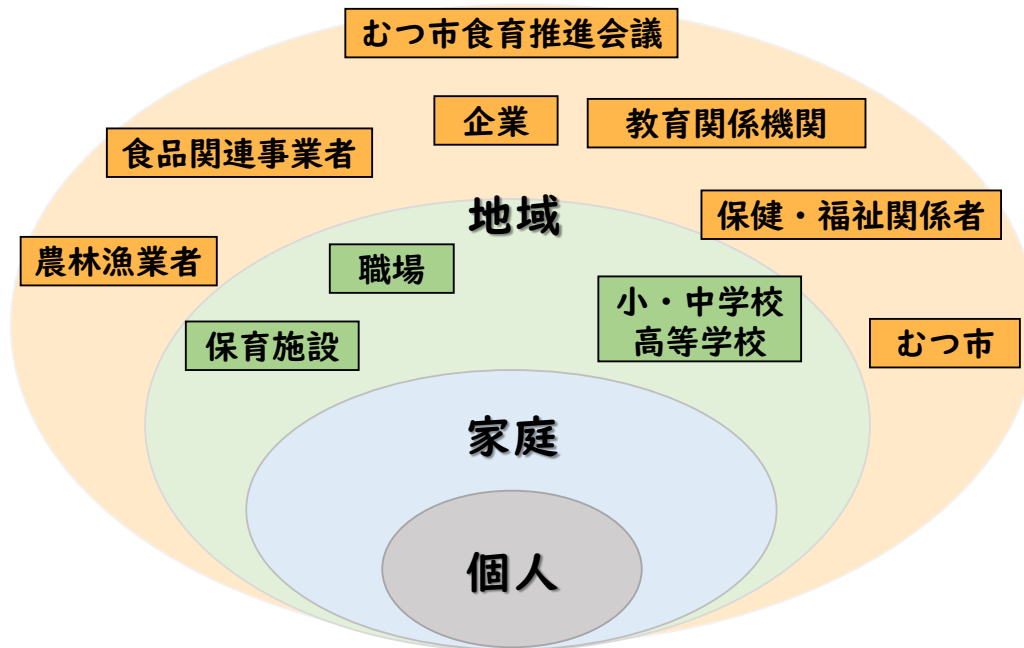 むつ市食育推進会議
企業
教育関係機関
食品関連事業者
地域
保健・福祉関係者
農林漁業者
職場
小・中学校
高等学校
保育施設
むつ市
家庭
個人